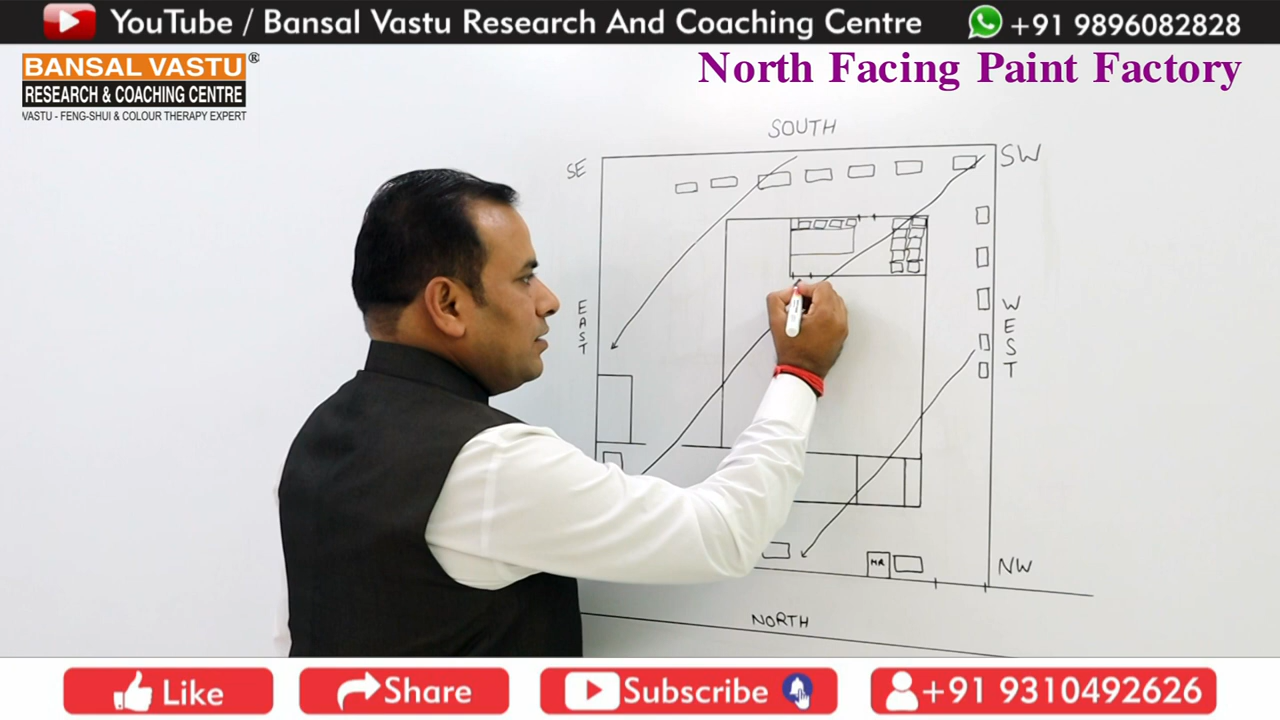 YouTube / Bansal Vastu Research And Coaching Centre
+91 9896082828
BANSAL VASTU®
RESEARCH & COACHING CENTRE
VASTU - FENG-SHUI & COLOUR THERAPY EXPERT
North Facing Paint Factory
SOUTH
SE
SW
EAST
WEST
MR
NW
NORTH
Like
Share
Subscribe
+91 9310492626